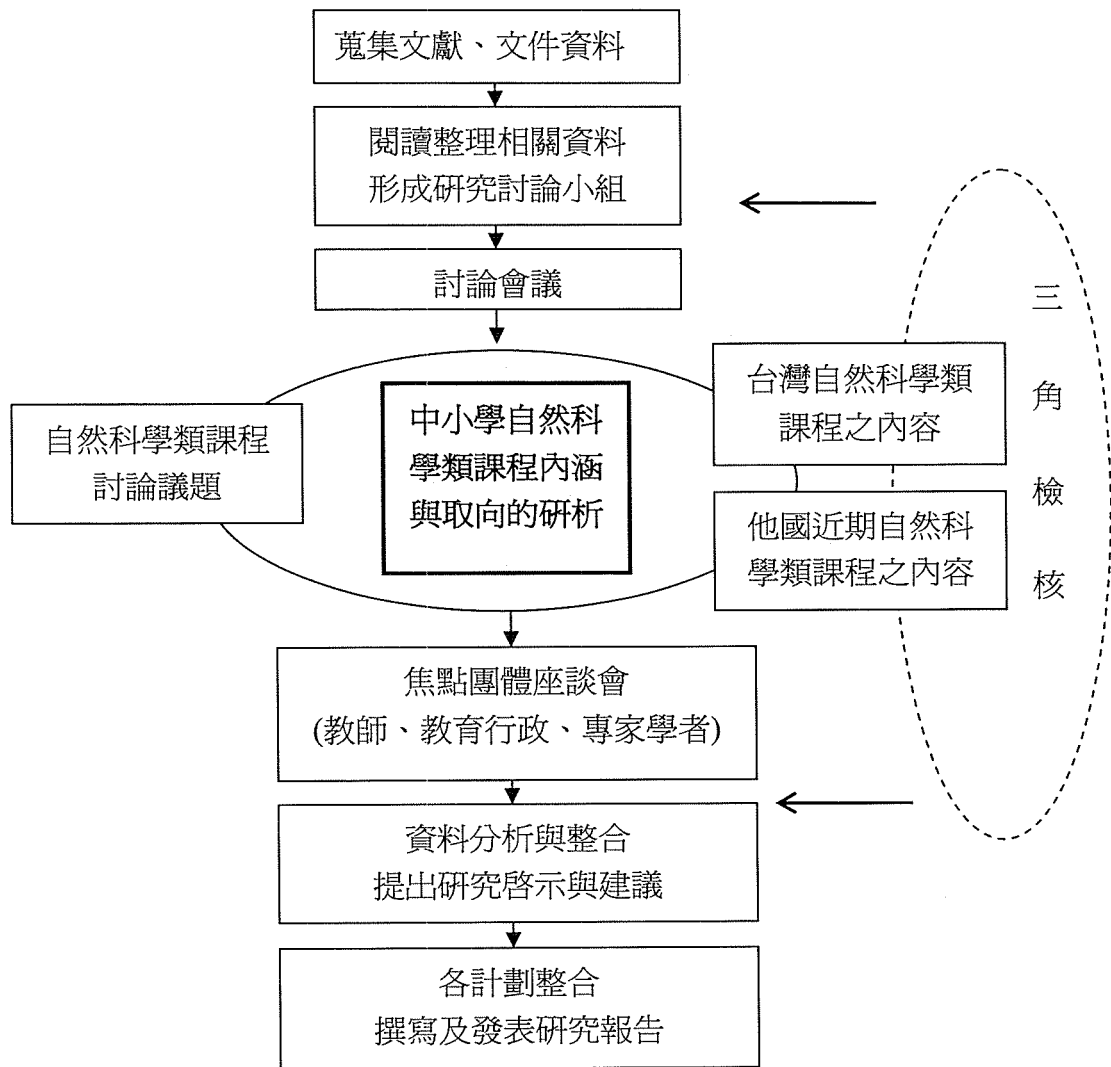 蒐集文獻、文件資料
閱讀整理相關資料
形成研究討論小組
討論會議
自然科學類課程
討論議題
中小學自然科
學類課程內涵
與取向的研析
台灣自然科學類
課程之內容
他國近期自然科
學類課程之內容
三
角
檢
核
焦點團體座談會
(教師、教育行政、專家學者)
資料分析與整合
提出研究啓示與建議
各計劃整合
撰寫及發表研究報告